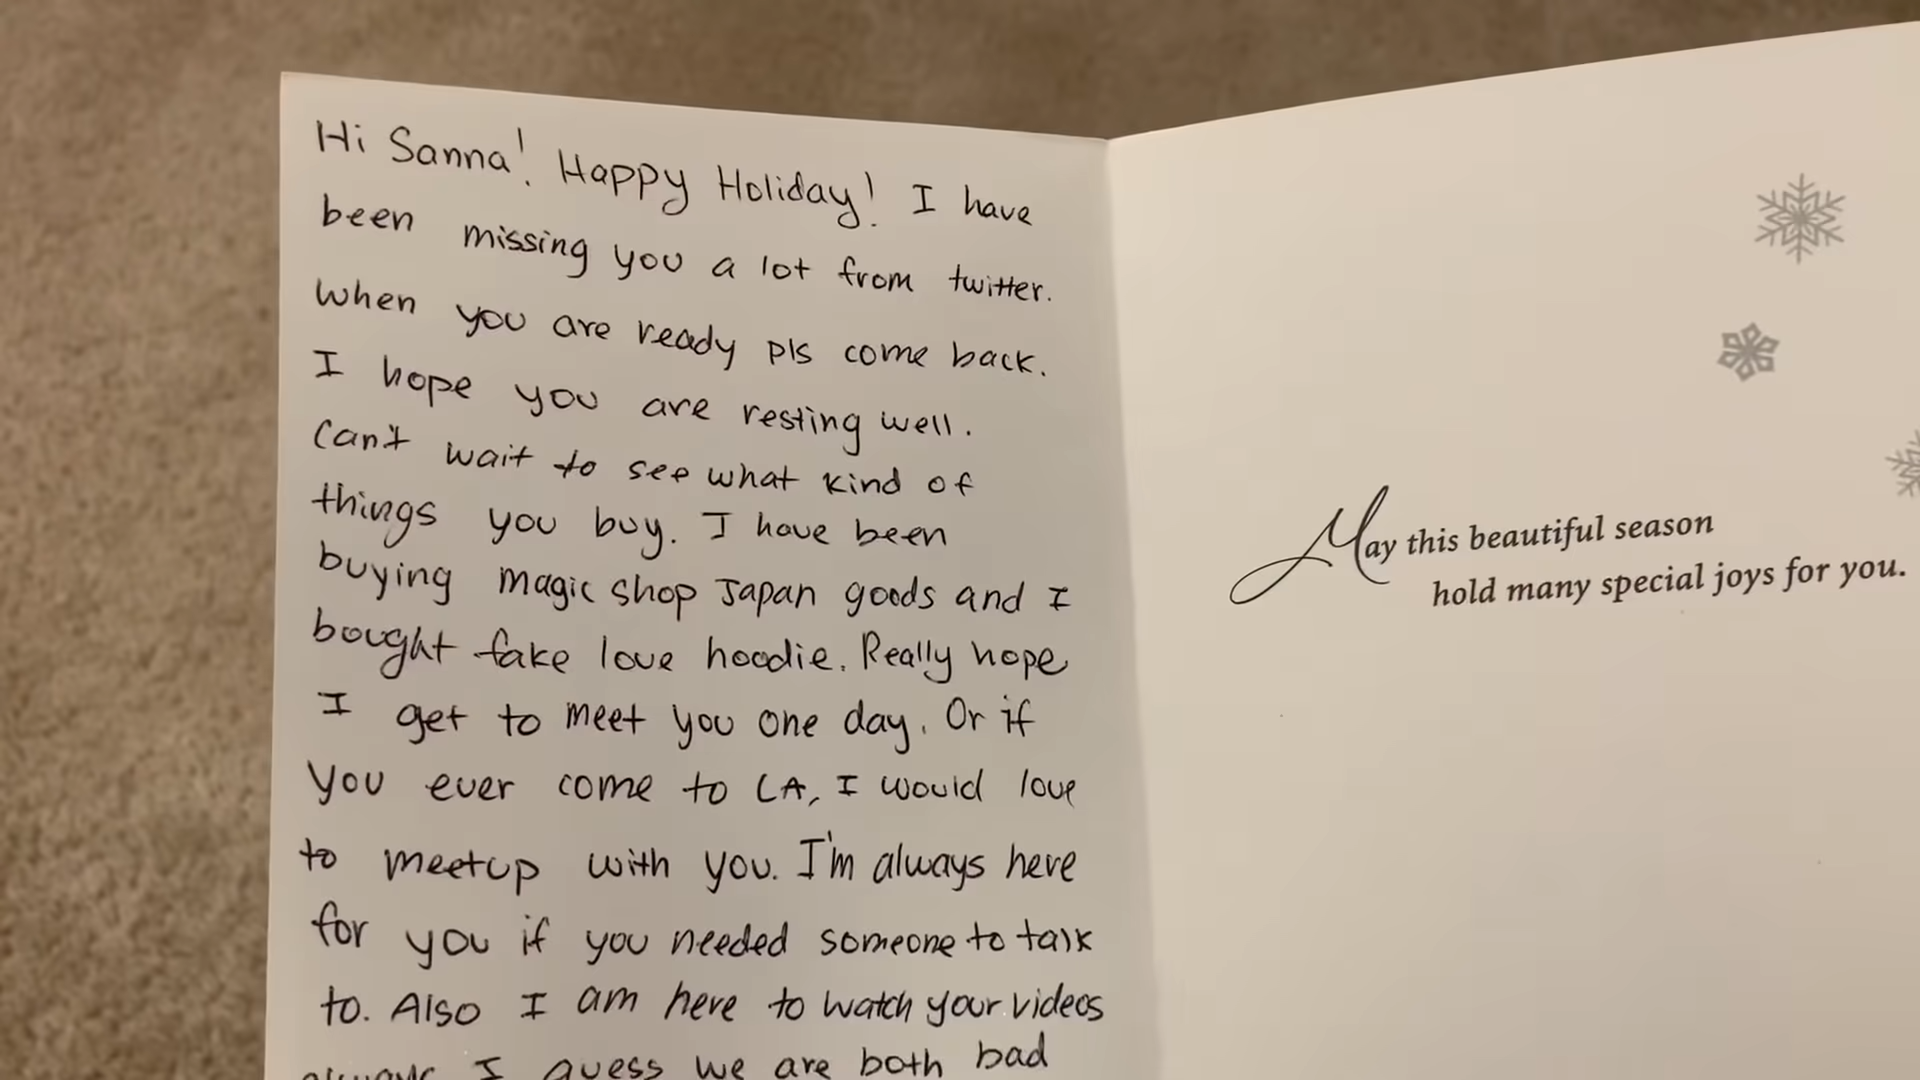 Hi Sanna! Happy Holiday! I have
been missing you a lot from twitter.
When you are ready pls come back.
I hope you are resting well.
Can't wait to see what kind of
things you buy. I have been
buying magic shop Japan goods and I
bought fake love hoodie. Really hope
I get to meet you one day. Or if
you ever come to LA, I would love
to meetup with you. I'm always here
for you if you needed someone to talk
to. Also I am here to watch your videos
always I guess we are both bad
May this beautiful season
hold many special joys for you.